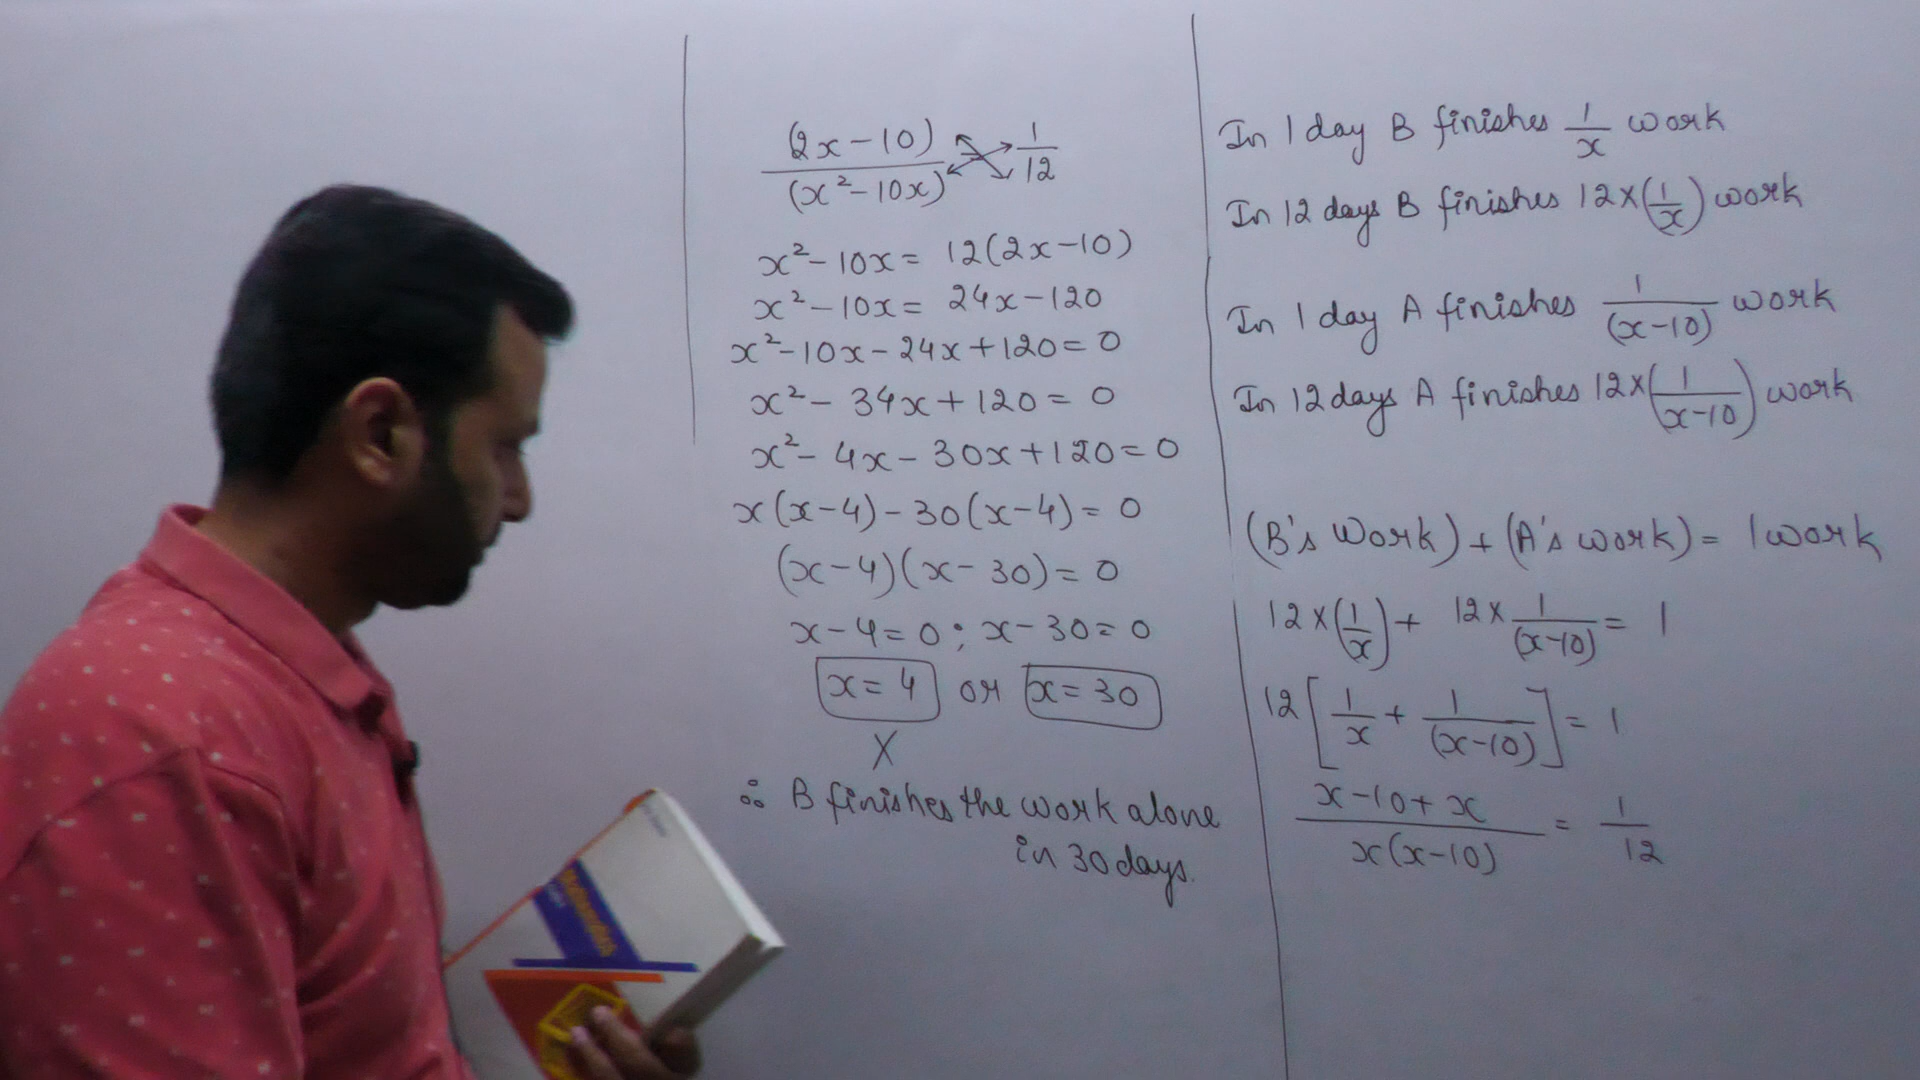 (2x-10) / (x²-10x) 1/12
x²-10x = 12(2x-10)
x²-10x = 24x-120
x²-10x-24x+120=0
x²-34x+120=0
x²-4x-30x+120=0
x(x-4)-30(x-4)=0
(x-4)(x-30)=0
x-4=0; x-30=0
x=4 or x=30
X
∴ B finishes the work alone
in 30 days.
In 1 day B finishes 1/x work
In 12 days B finishes 12×(1/x) work
In 1 day A finishes 1/(x-10) work
In 12 days A finishes 12×(1/x-10) work
(B's Work)+(A's work)= 1 work
12×(1/x)+ 12×1/(x-10) = 1
12[1/x + 1/(x-10)] = 1
x-10+x / x(x-10) = 1/12